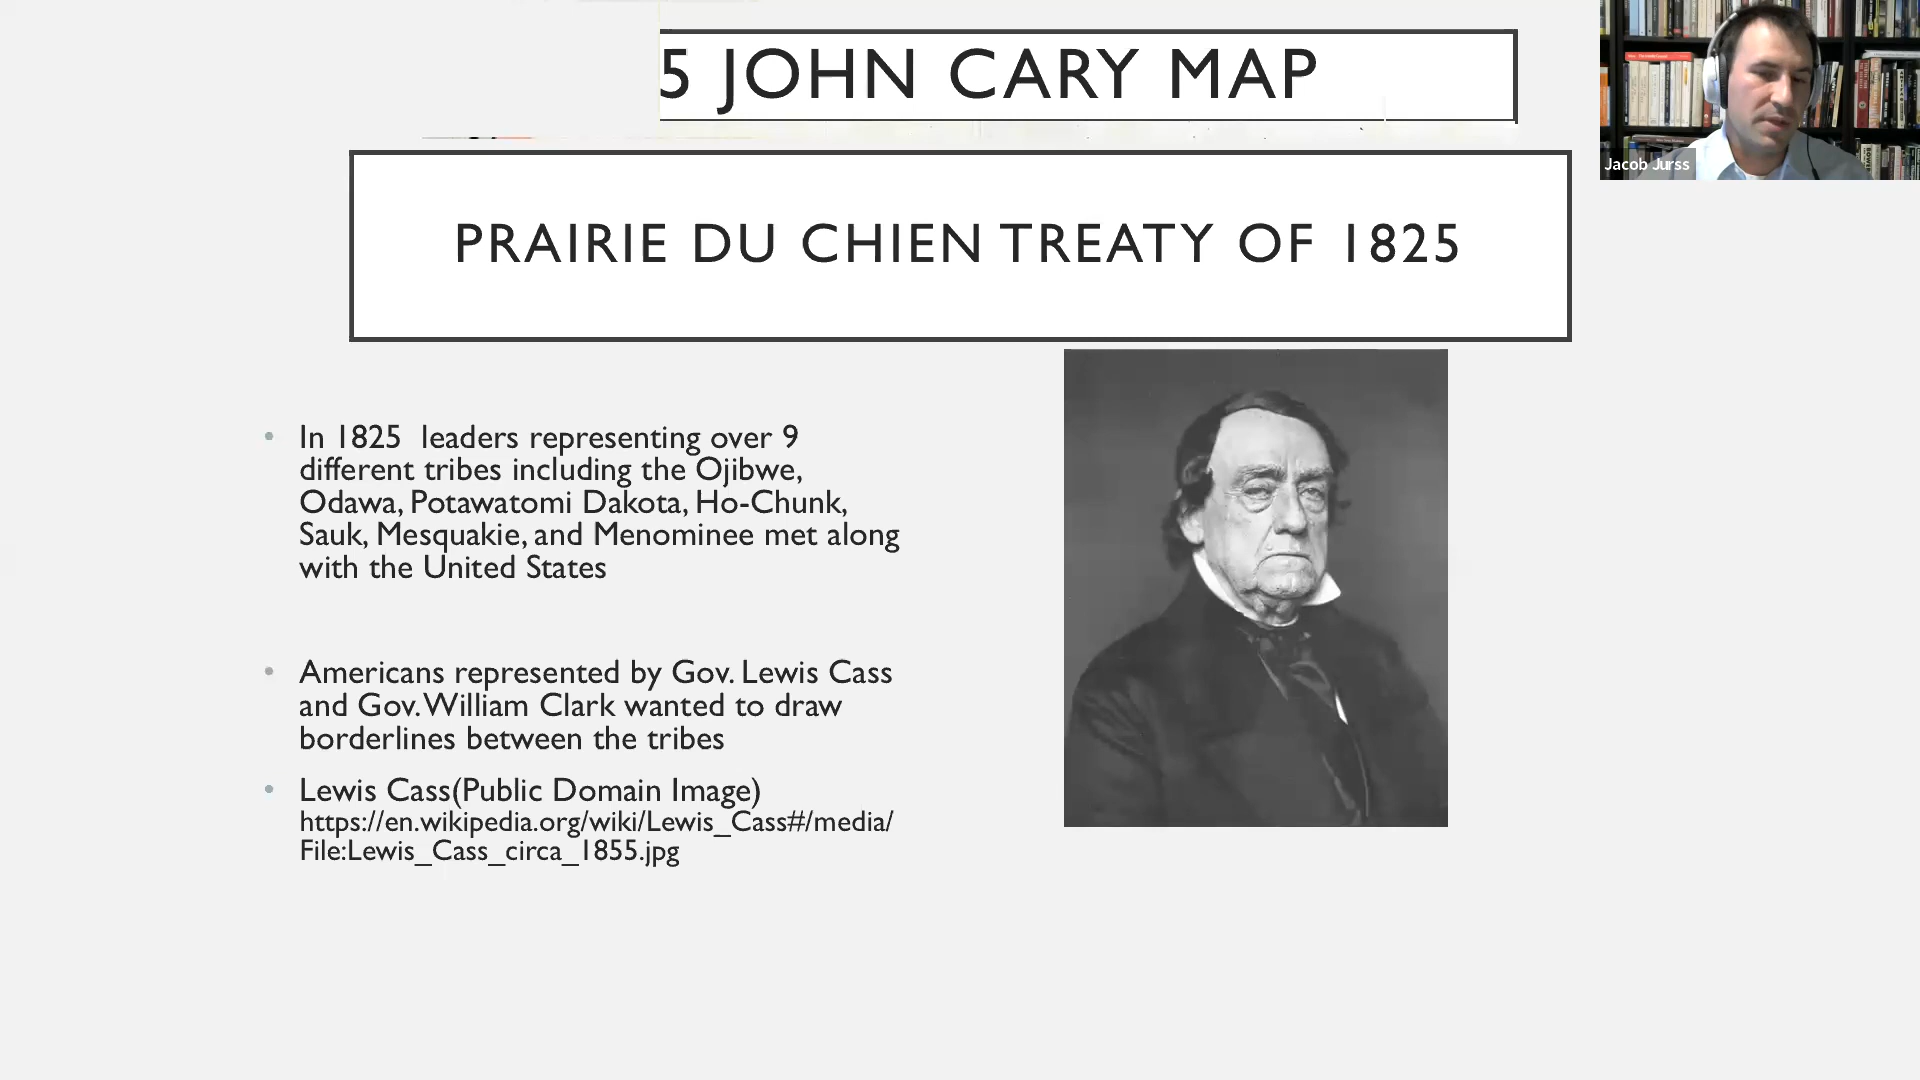 5 JOHN CARY MAP
Jacob Jurss
PRAIRIE DU CHIEN TREATY OF 1825
• In 1825 leaders representing over 9
different tribes including the Ojibwe,
Odawa, Potawatomi Dakota, Ho-Chunk,
Sauk, Mesquakie, and Menominee met along
with the United States
• Americans represented by Gov. Lewis Cass
and Gov. William Clark wanted to draw
borderlines between the tribes
• Lewis Cass(Public Domain Image)
https://en.wikipedia.org/wiki/Lewis_Cass#/media/
File:Lewis_Cass_circa_1855.jpg